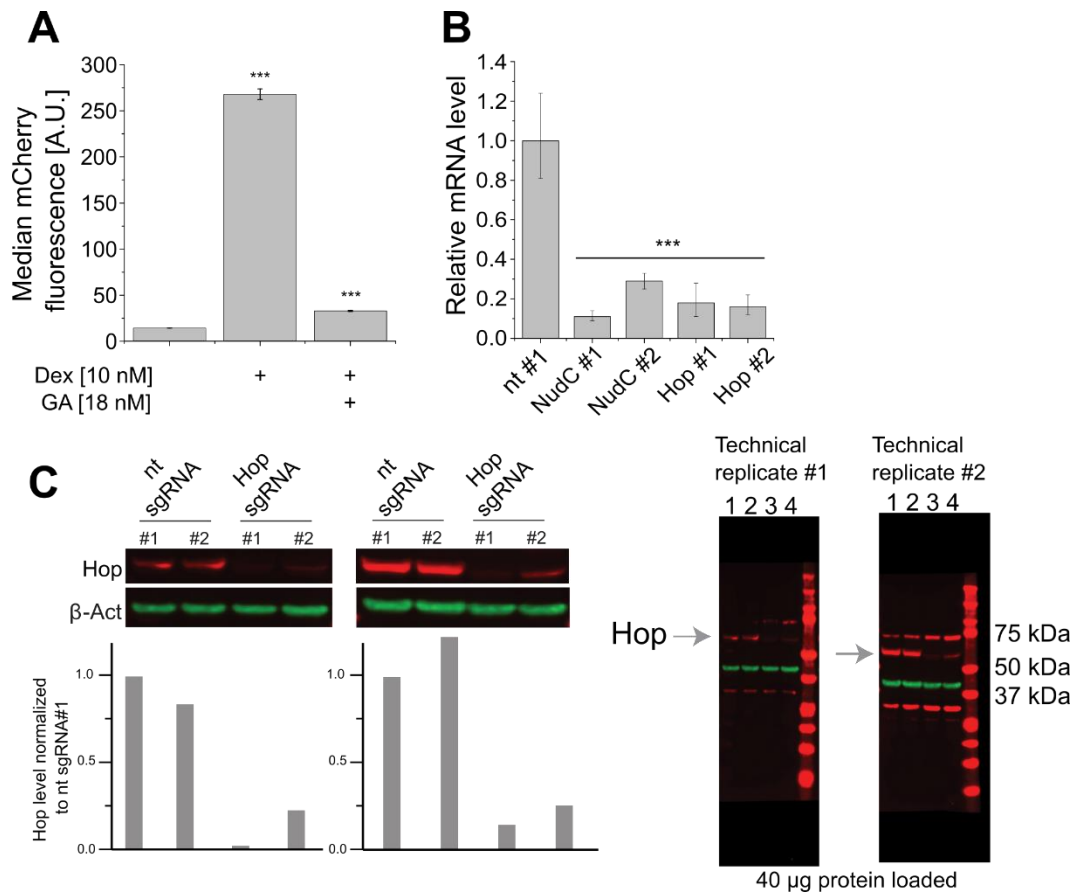 A
Median mCherry
fluorescence [A.U.]
300
250
200
150
100
50
0
***
***
Dex [10 nM] + +
GA [18 nM] +
B
Relative mRNA level
1.4
1.2
1.0
0.8
0.6
0.4
0.2
0.0
***
nt #1
NudC #1
NudC #2
Hop #1
Hop #2
C
nt
sgRNA
Hop
sgRNA
nt
sgRNA
Hop
sgRNA
#1 #2 #1 #2
#1 #2 #1 #2
Hop
β-Act
Hop level normalized
to nt sgRNA#1
1.0
0.5
0.0
1.0
0.5
0.0
Technical
replicate #1
1 2 3 4
Technical
replicate #2
1 2 3 4
Hop
75 kDa
50 kDa
37 kDa
40 µg protein loaded